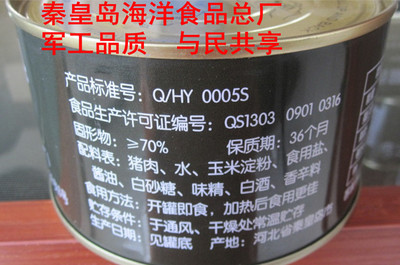 秦皇岛海洋食品总厂
军工品质 与民共享
产品标准号：Q/HY 0005S
食品生产许可证编号：QS1303 0901 0316
固形物：≥70% 保质期：36个月
配料表：猪肉、水、玉米淀粉、食用盐、
酱油、白砂糖、味精、白酒、香辛料
食用方法：开罐即食，加热后食用更佳
贮存条件：于通风、干燥处常温贮存
生产日期：见罐底 产地：河北省秦皇岛市